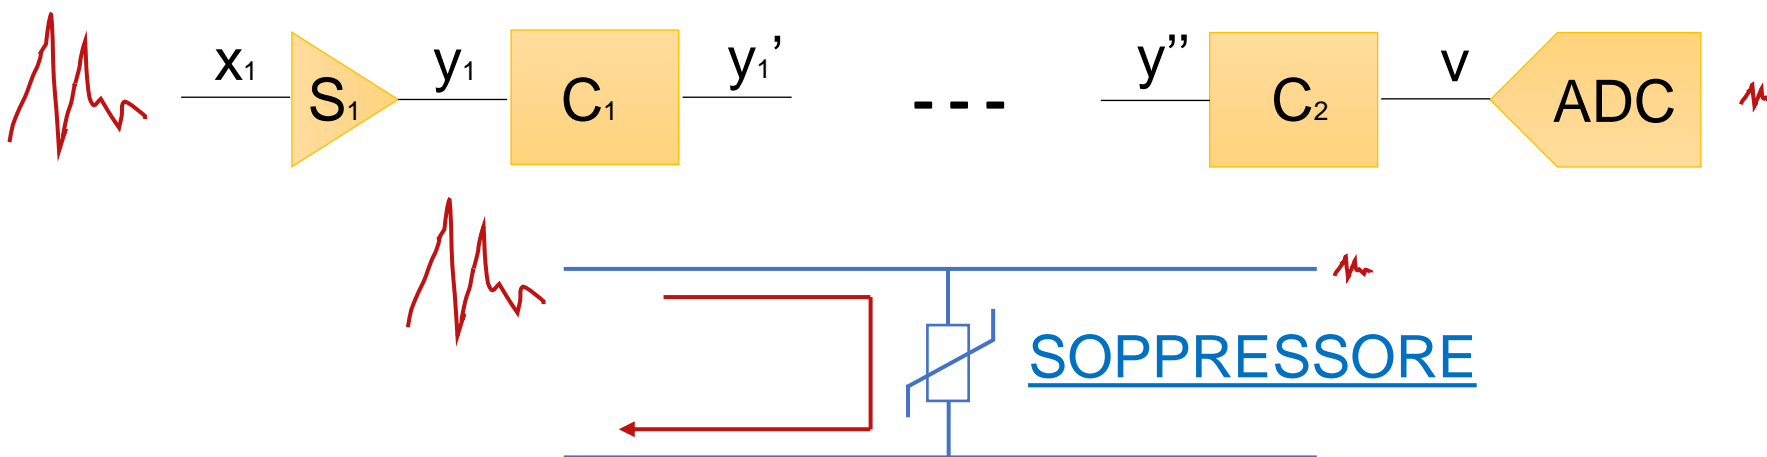 x₁ S₁ y₁ C₁ y₁’ --- y’’ C₂ v ADC
SOPPRESSORE